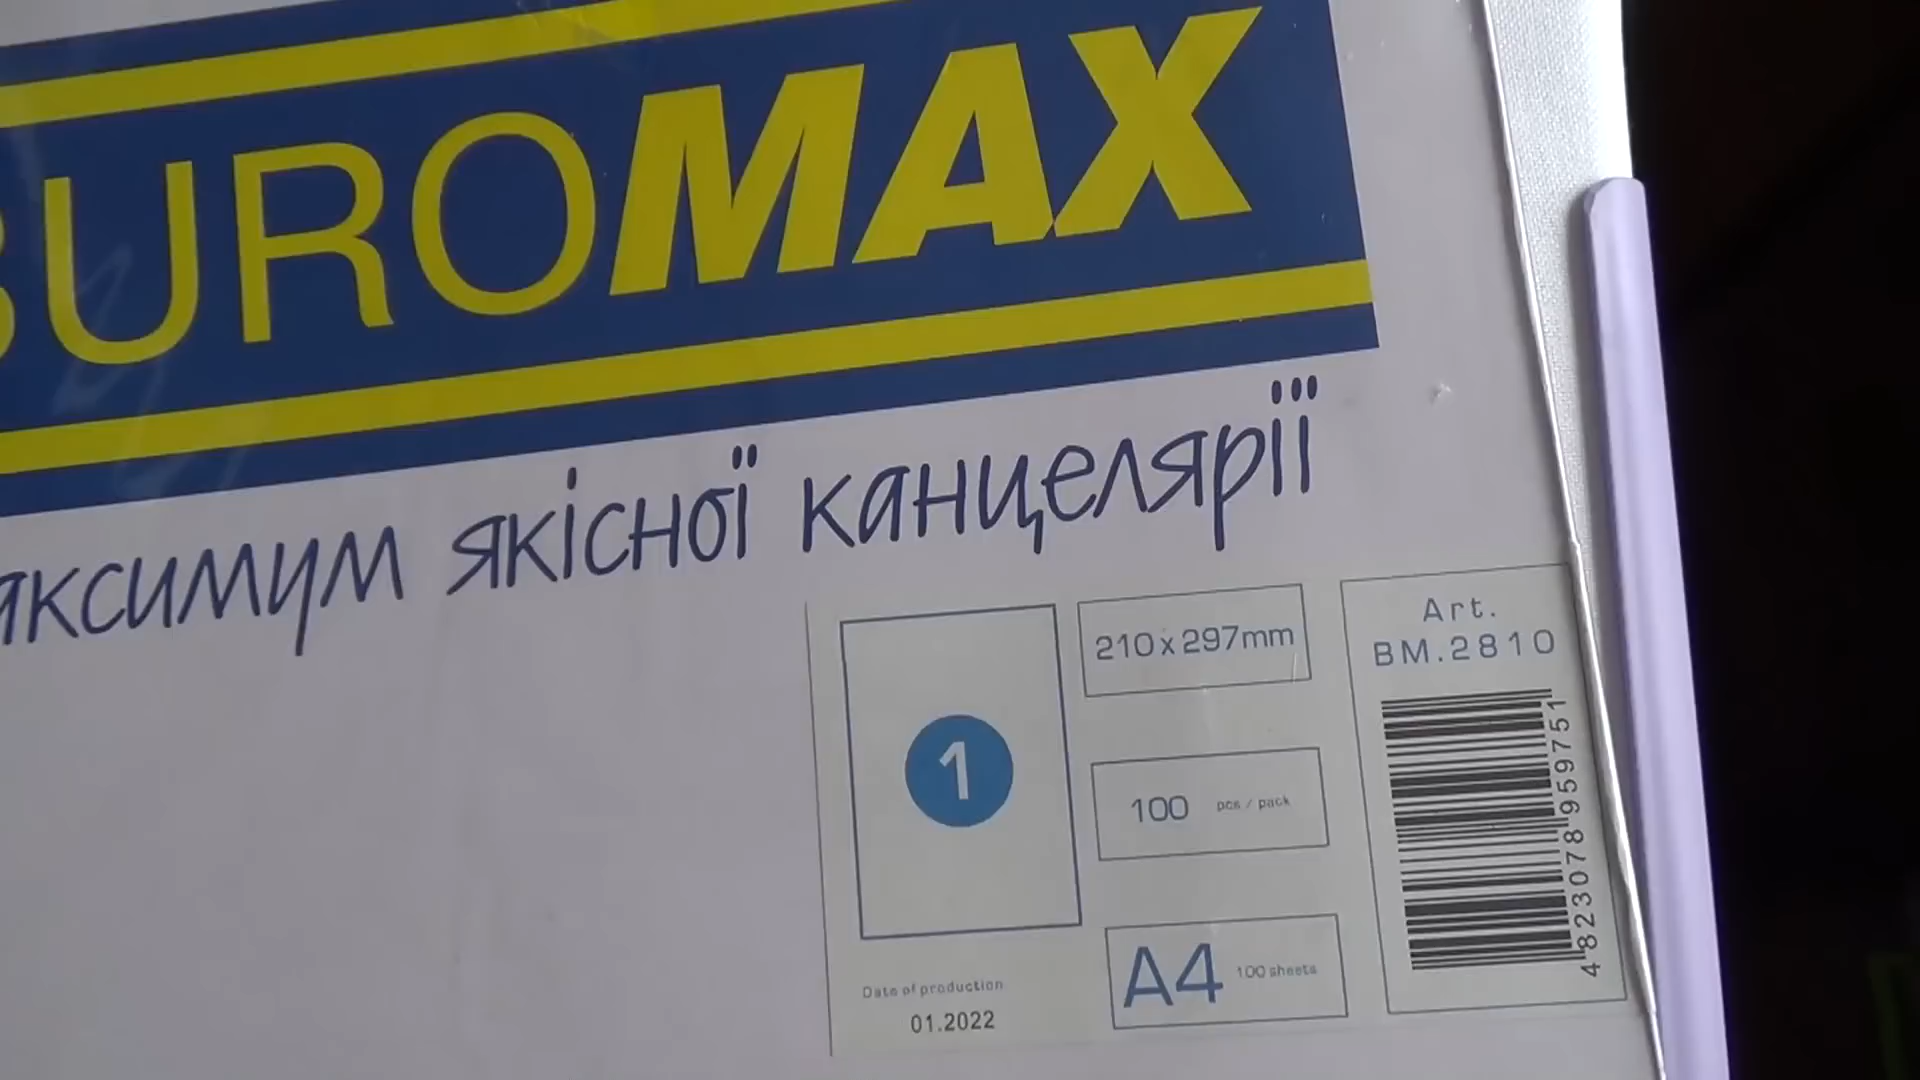 BUROMAX
аксимум якісної канцелярії
1
210x297mm
100 pcs / pack
A4 100 sheets
Date of production
01.2022
Art.
BM.2810
4823078959751